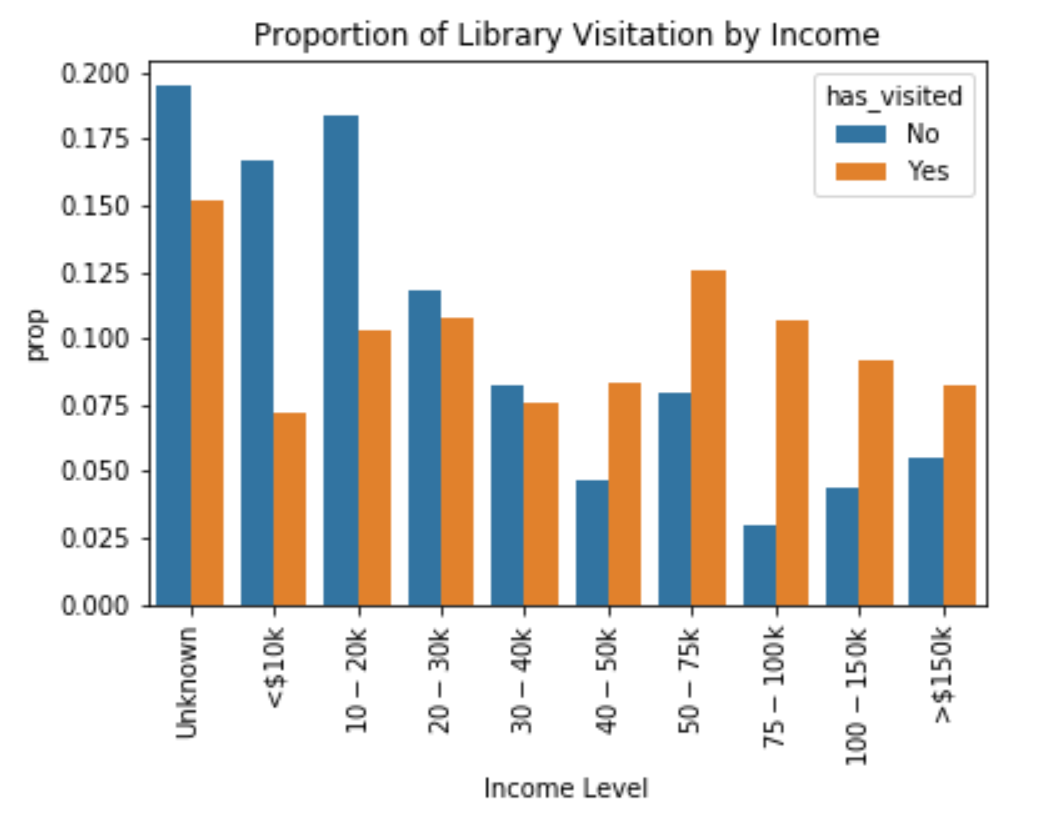 Proportion of Library Visitation by Income
has_visited
No
Yes
0.200
0.175
0.150
0.125
0.100
0.075
0.050
0.025
0.000
prop
Unknown
<$10k
10 − 20k
20 − 30k
30 − 40k
40 − 50k
50 − 75k
75 − 100k
100 − 150k
>$150k
Income Level